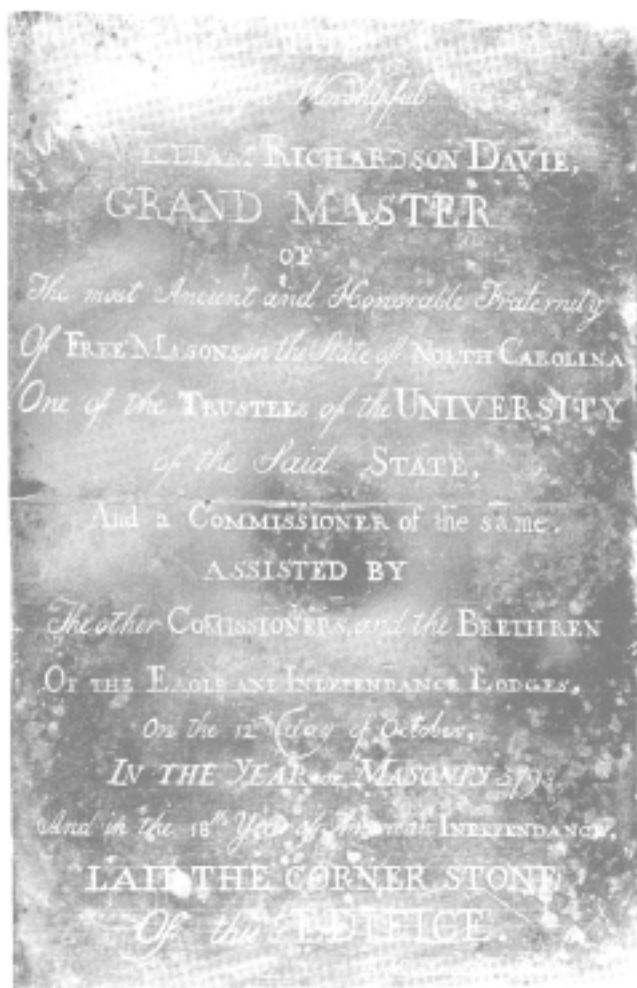 Worshipful
WILLIAM RICHARDSON DAVIE,
GRAND MASTER
OF
The most Ancient and Honorable Fraternity
Of FREE MASONS, in the State of NORTH CAROLINA
One of the TRUSTEES of the UNIVERSITY
of the Said STATE,
And a COMMISSIONER of the same.
ASSISTED BY
The other COMISSIONERS, and the BRETHREN
OF THE EAGLE AND INDEPENDANCE LODGES,
On the 12th Day of October,
IN THE YEAR OF MASONRY 5793
And in the 18th Year of American INDEPENDANCE,
LAID THE CORNER STONE
Of this EDIFICE.